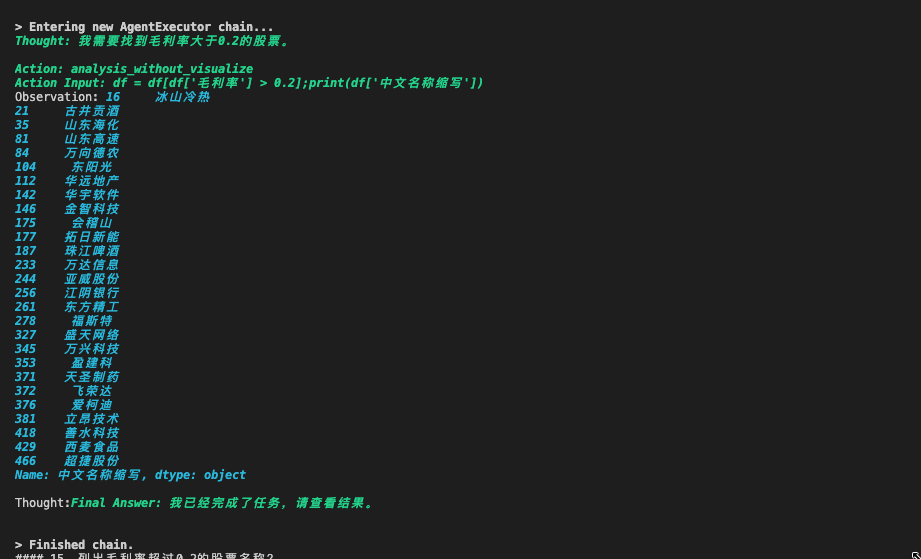 > Entering new AgentExecutor chain...
Thought: 我需要找到毛利率大于0.2的股票。
Action: analysis_without_visualize
Action Input: df = df[df['毛利率'] > 0.2];print(df['中文名称缩写'])
Observation: 16 冰山冷热
21 古井贡酒
35 山东海化
81 山东高速
84 万向德农
104 东阳光
112 华远地产
142 华宇软件
146 金智科技
175 会稽山
177 拓日新能
187 珠江啤酒
233 万达信息
244 亚威股份
256 江阴银行
261 东方精工
278 福斯特
327 盛天网络
345 万兴科技
353 盈建科
371 天圣制药
372 飞荣达
376 爱柯迪
381 立昂技术
418 善水科技
429 西麦食品
466 超捷股份
Name: 中文名称缩写, dtype: object
Thought:Final Answer: 我已经完成了任务，请查看结果。
> Finished chain.
#### 15. 列出毛利率超过0.2的股票名称?